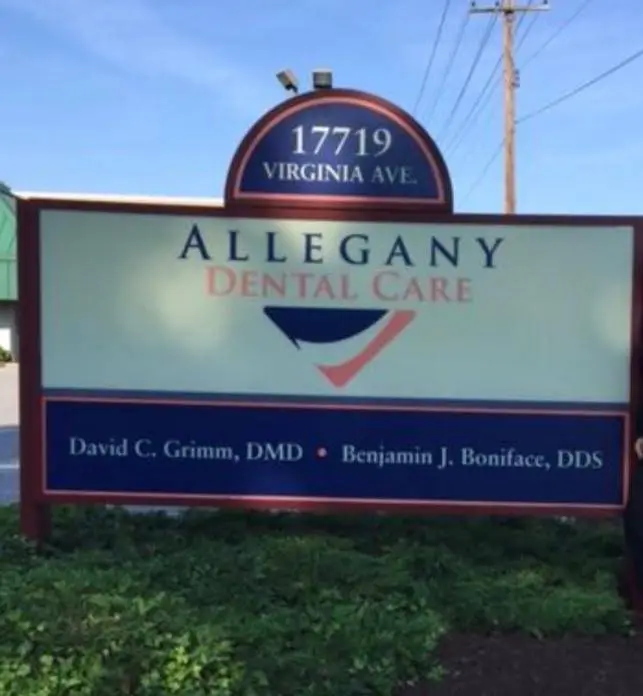 17719
VIRGINIA AVE.
ALLEGANY
DENTAL CARE
David C. Grimm, DMD • Benjamin J. Boniface, DDS